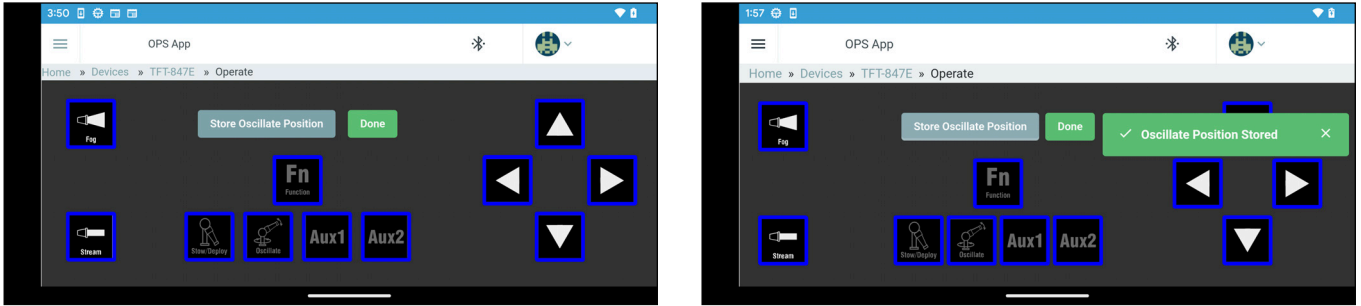 3:50
OPS App
Home » Devices » TFT-847E » Operate
Fog
Store Oscillate Position
Done
Fn
Function
Stream
Stow/Deploy
Oscillate
Aux1
Aux2
1:57
OPS App
Home » Devices » TFT-847E » Operate
Fog
Store Oscillate Position
Done
Oscillate Position Stored
Fn
Function
Stream
Stow/Deploy
Oscillate
Aux1
Aux2